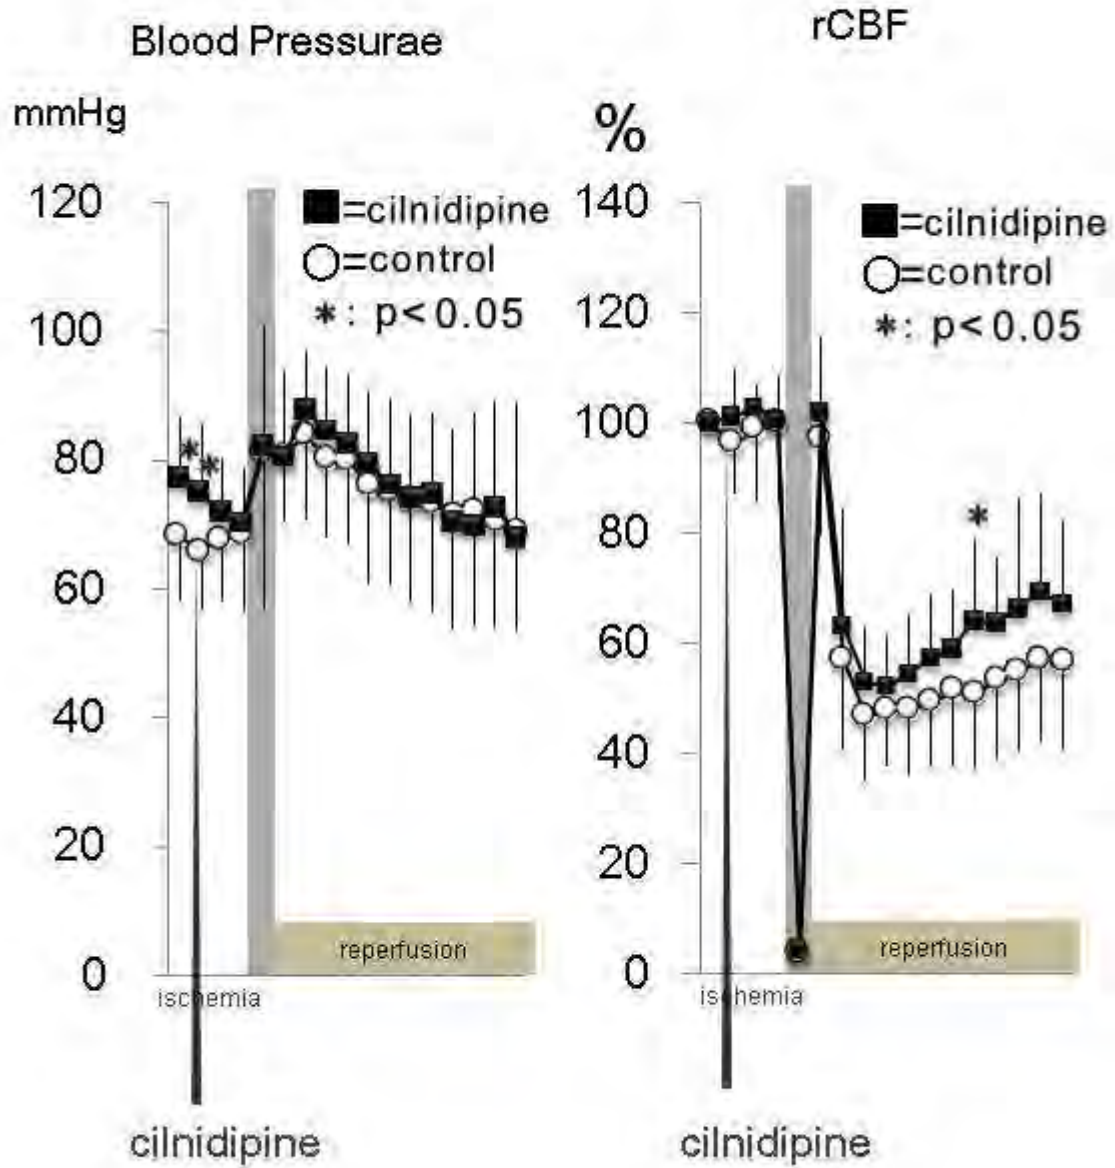 Blood Pressurae
mmHg
120
100
80
60
40
20
0
■=cilnidipine
○=control
*: p<0.05
*
*
reperfusion
ischemia
cilnidipine
rCBF
%
140
120
100
80
60
40
20
0
■=cilnidipine
○=control
*: p<0.05
*
reperfusion
ischemia
cilnidipine